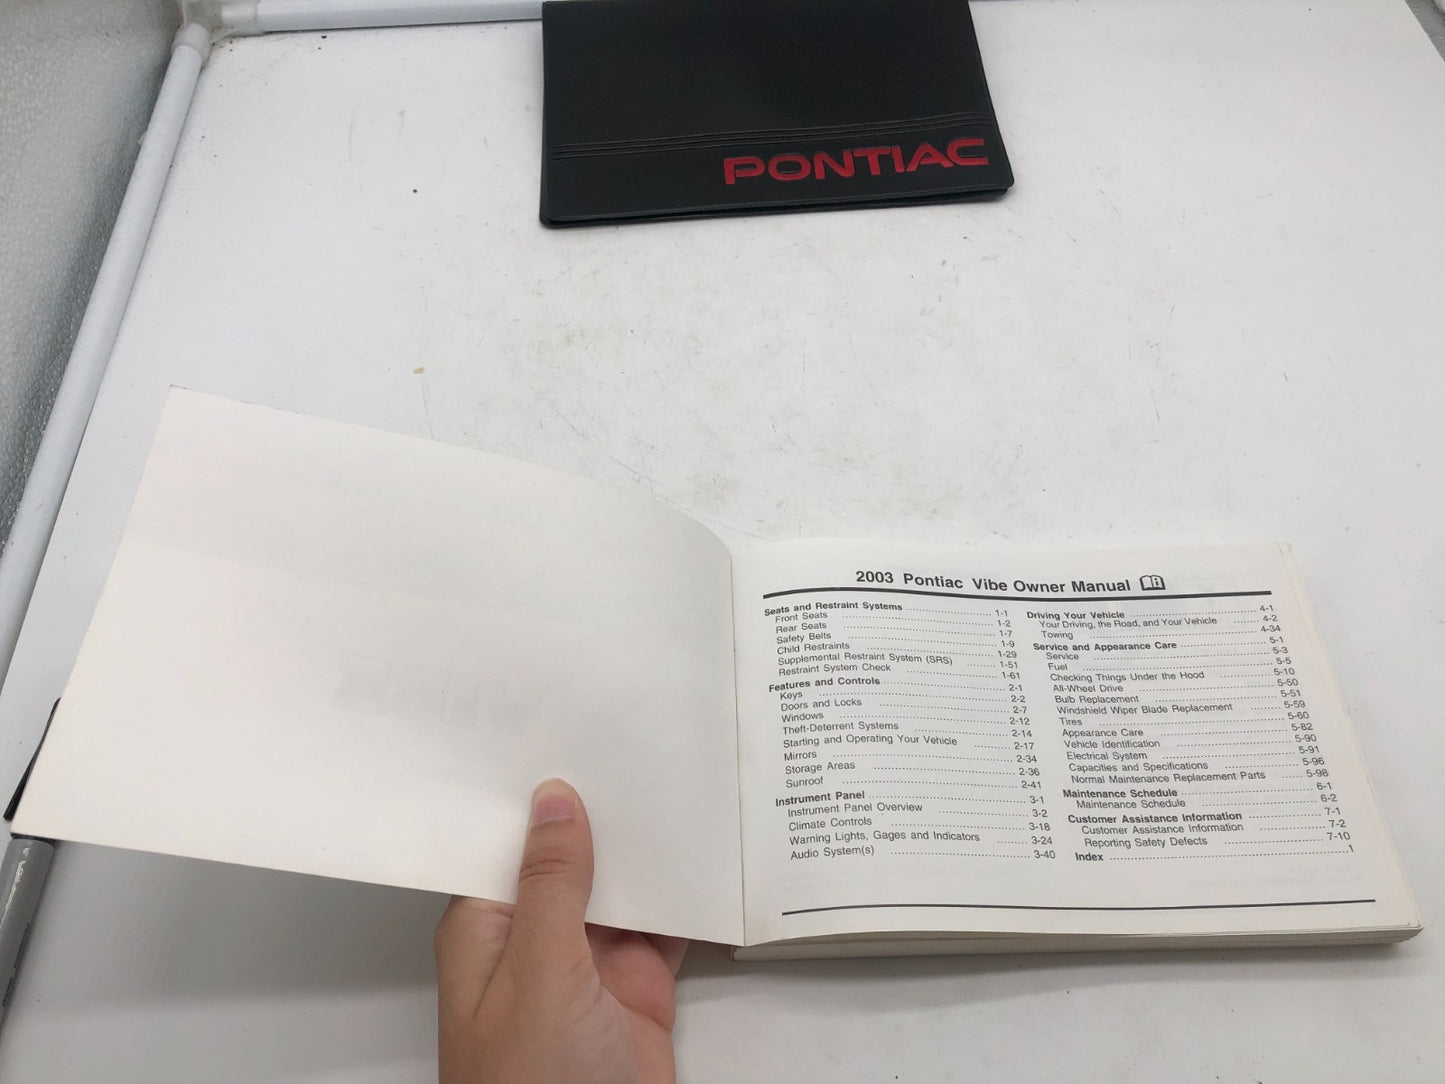 PONTIAC
2003 Pontiac Vibe Owner Manual
Seats and Restraint Systems 1-1
Front Seats 1-2
Rear Seats 1-7
Safety Belts 1-9
Child Restraints 1-29
Supplemental Restraint System (SRS) 1-51
Restraint System Check 1-61
Features and Controls 2-1
Keys 2-2
Doors and Locks 2-7
Windows 2-12
Theft-Deterrent Systems 2-14
Starting and Operating Your Vehicle 2-17
Mirrors 2-34
Storage Areas 2-36
Sunroof 2-41
Instrument Panel 3-1
Instrument Panel Overview 3-2
Climate Controls 3-18
Warning Lights, Gages and Indicators 3-24
Audio System(s) 3-40
Driving Your Vehicle 4-1
Your Driving, the Road, and Your Vehicle 4-2
Towing 4-34
Service and Appearance Care 5-1
Service 5-3
Fuel 5-5
Checking Things Under the Hood 5-10
All-Wheel Drive 5-50
Bulb Replacement 5-51
Windshield Wiper Blade Replacement 5-59
Tires 5-60
Appearance Care 5-82
Vehicle Identification 5-90
Electrical System 5-91
Capacities and Specifications 5-96
Normal Maintenance Replacement Parts 5-98
Maintenance Schedule 6-1
Maintenance Schedule 6-2
Customer Assistance Information 7-1
Customer Assistance Information 7-2
Reporting Safety Defects 7-10
Index 1